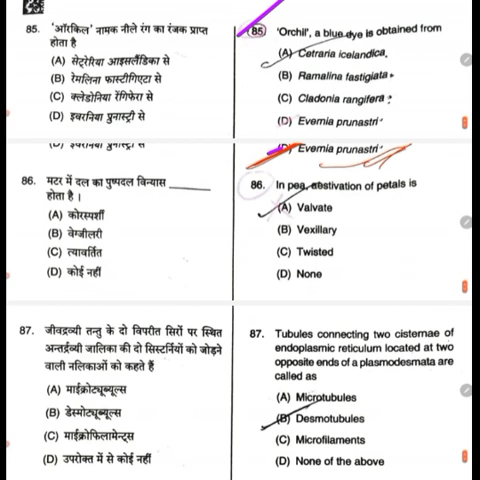 85. 'ऑरकिल' नामक नीले रंग का रंजक प्राप्त
होता है
(A) सेट्रेरिया आइसलैंडिका से
(B) रेमलिना फास्टीगिएटा से
(C) क्लेडोनिया रेंगिफेरा से
(D) इवरनिया प्रुनास्ट्री से
85. 'Orchil', a blue dye is obtained from
(A) Cetraria icelandica.
(B) Ramalina fastigiata
(C) Cladonia rangifera
(D) Evernia prunastri
(D) इवरनिया प्रुनास्ट्री से
(D) Evernia prunastri
86. मटर में दल का पुष्पदल विन्यास ________
होता है ।
(A) कोरस्पर्शी
(B) वेग्जीलरी
(C) व्यावर्तित
(D) कोई नहीं
86. In pea, aestivation of petals is
(A) Valvate
(B) Vexillary
(C) Twisted
(D) None
87. जीवद्रव्यी तन्तु के दो विपरीत सिरों पर स्थित
अन्तर्द्रव्यी जालिका की दो सिस्टर्नियों को जोड़ने
वाली नलिकाओं को कहते हैं
(A) माईक्रोट्यूब्यूल्स
(B) डेस्मोट्यूब्यूल्स
(C) माईक्रोफिलामेन्ट्स
(D) उपरोक्त में से कोई नहीं
87. Tubules connecting two cisternae of
endoplasmic reticulum located at two
opposite ends of a plasmodesmata are
called as
(A) Microtubules
(B) Desmotubules
(C) Microfilaments
(D) None of the above